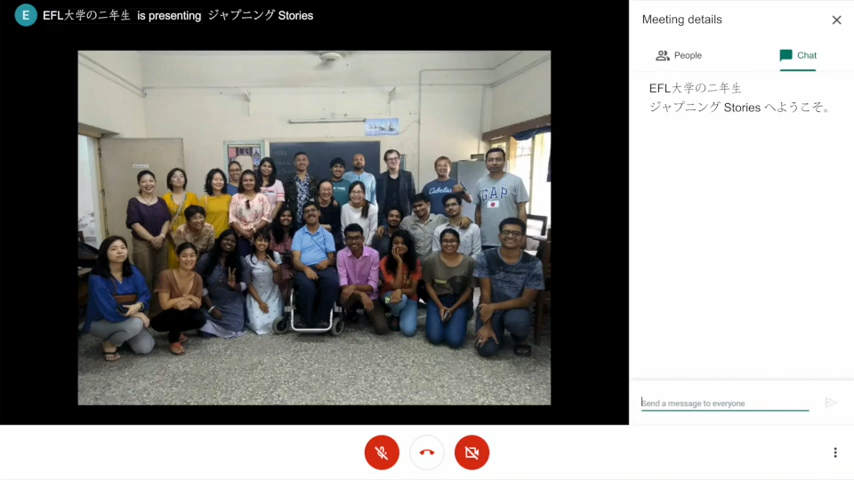 E
EFL大学の二年生 is presenting ジャプニング Stories
GAP
Meeting details
People
Chat
EFL大学の二年生
ジャプニング Stories へようこそ。
Send a message to everyone